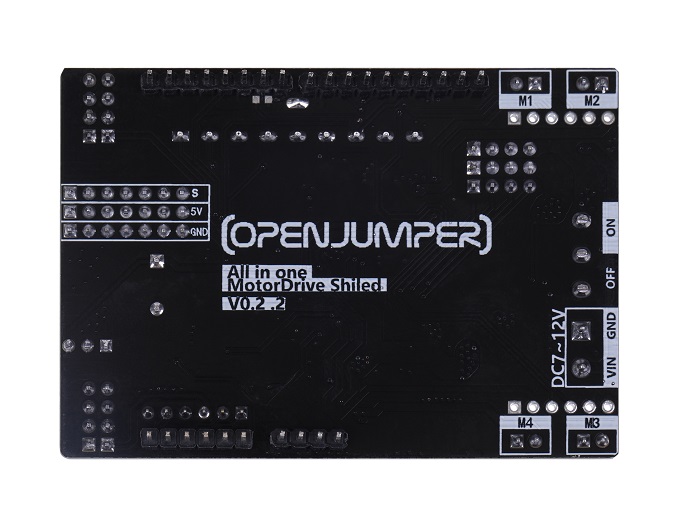 M1
M2
S
5V
GND
(OPENJUMPER)
All in one
MotorDrive Shiled
V0.2 .2
ON
OFF
GND
VIN
DC7~12V
M4
M3